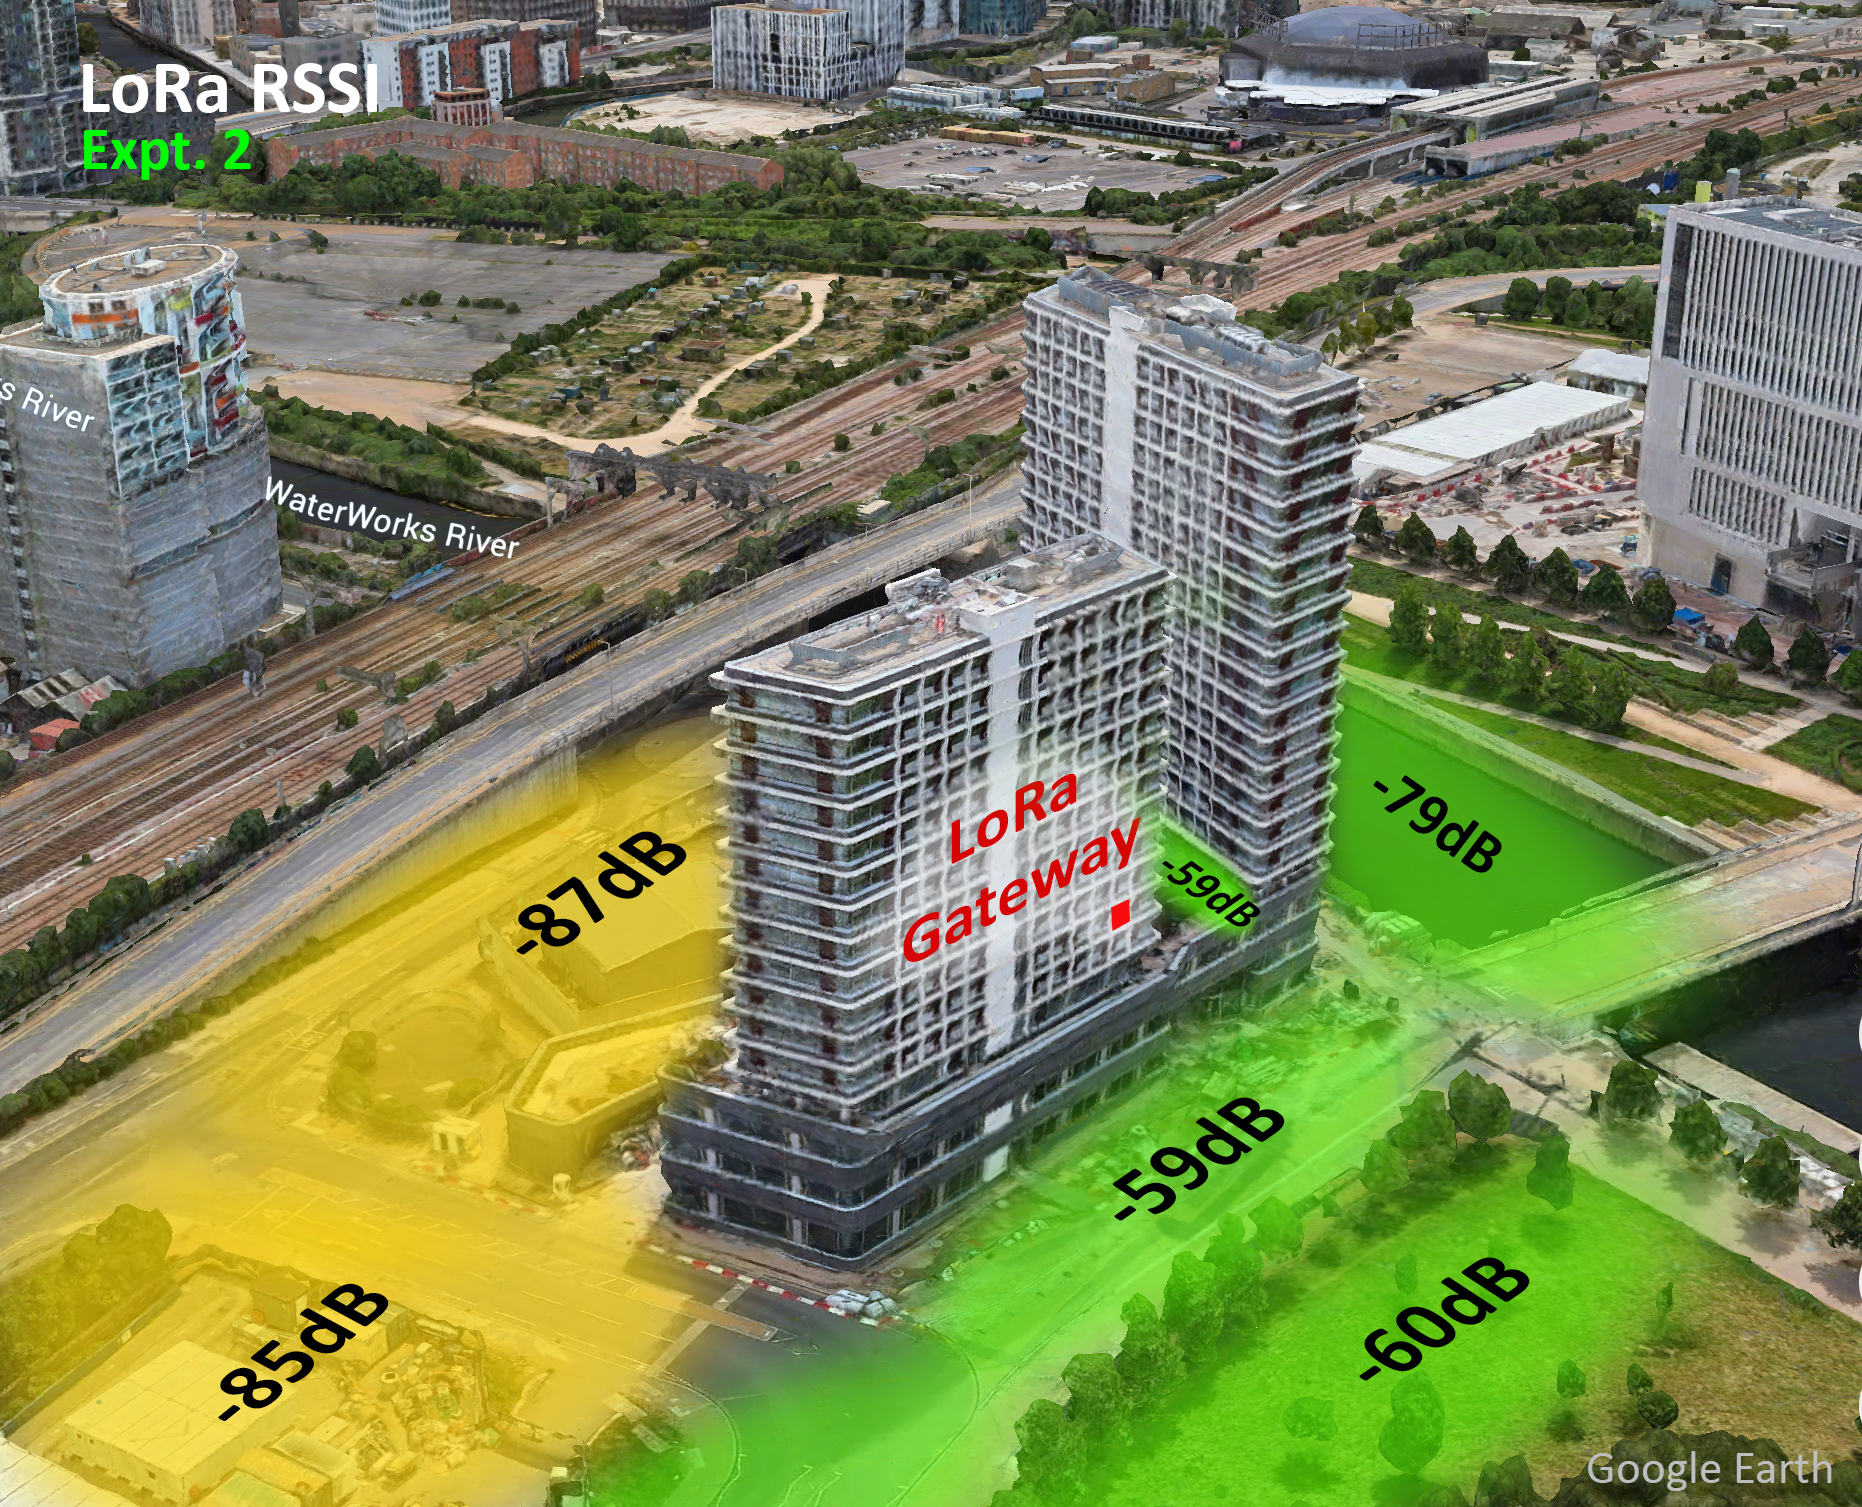 LoRa RSSI
Expt. 2
s River
WaterWorks River
LoRa
Gateway
-79dB
-59dB
-87dB
-59dB
-60dB
-85dB
Google Earth